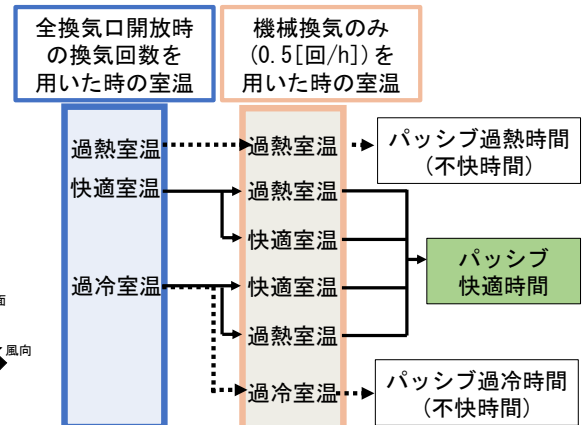 全換気口開放時
の換気回数を
用いた時の室温
機械換気のみ
(0.5[回/h])を
用いた時の室温
過熱室温
快適室温
過冷室温
過熱室温
過熱室温
快適室温
快適室温
過熱室温
過冷室温
パッシブ過熱時間
(不快時間)
パッシブ
快適時間
パッシブ過冷時間
(不快時間)
面
風向